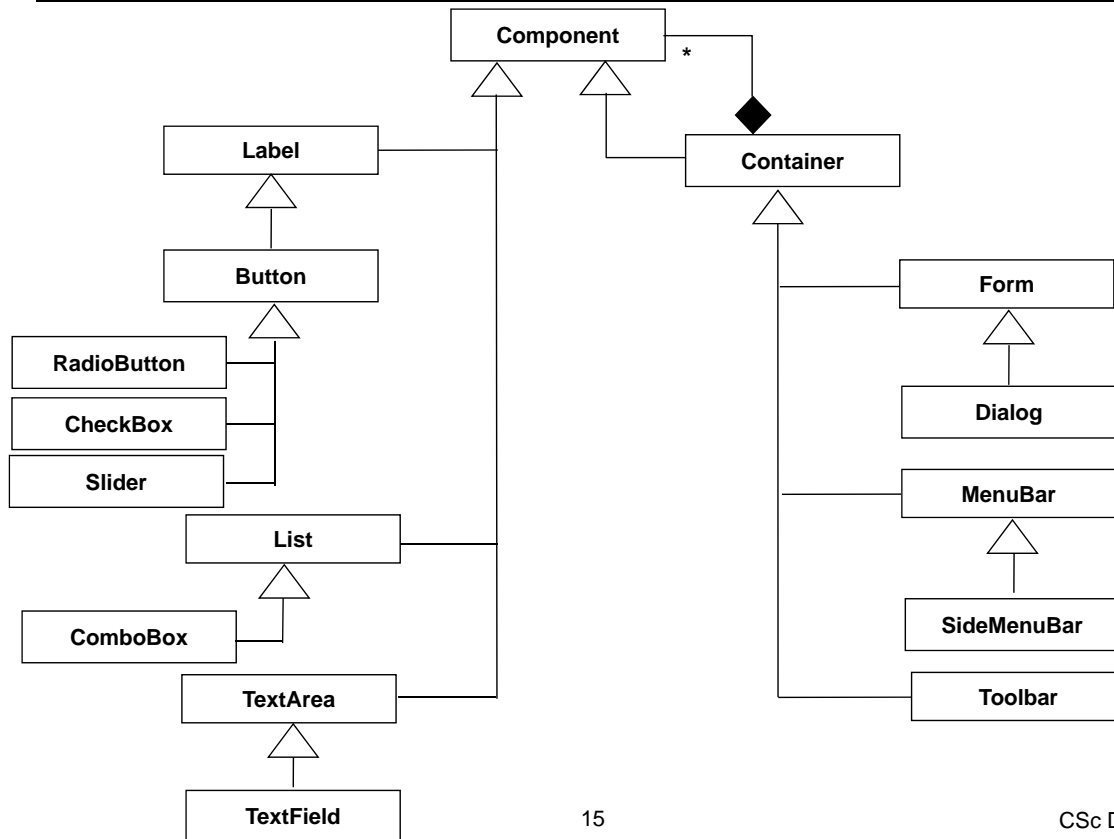 Component
*
Label
Container
Button
Form
RadioButton
Dialog
CheckBox
Slider
MenuBar
List
SideMenuBar
ComboBox
TextArea
Toolbar
TextField
15
CSc D